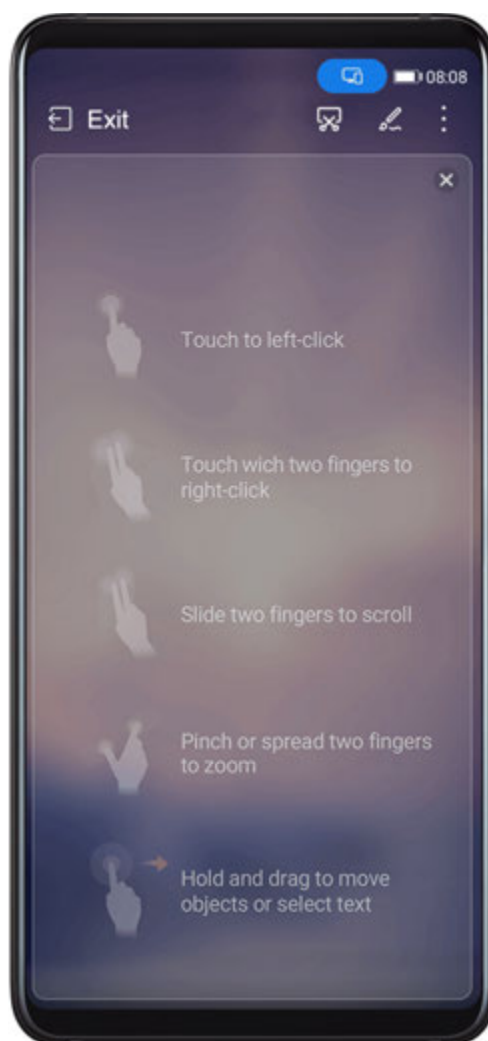 08:08
Exit
Touch to left-click
Touch wich two fingers to
right-click
Slide two fingers to scroll
Pinch or spread two fingers
to zoom
Hold and drag to move
objects or select text